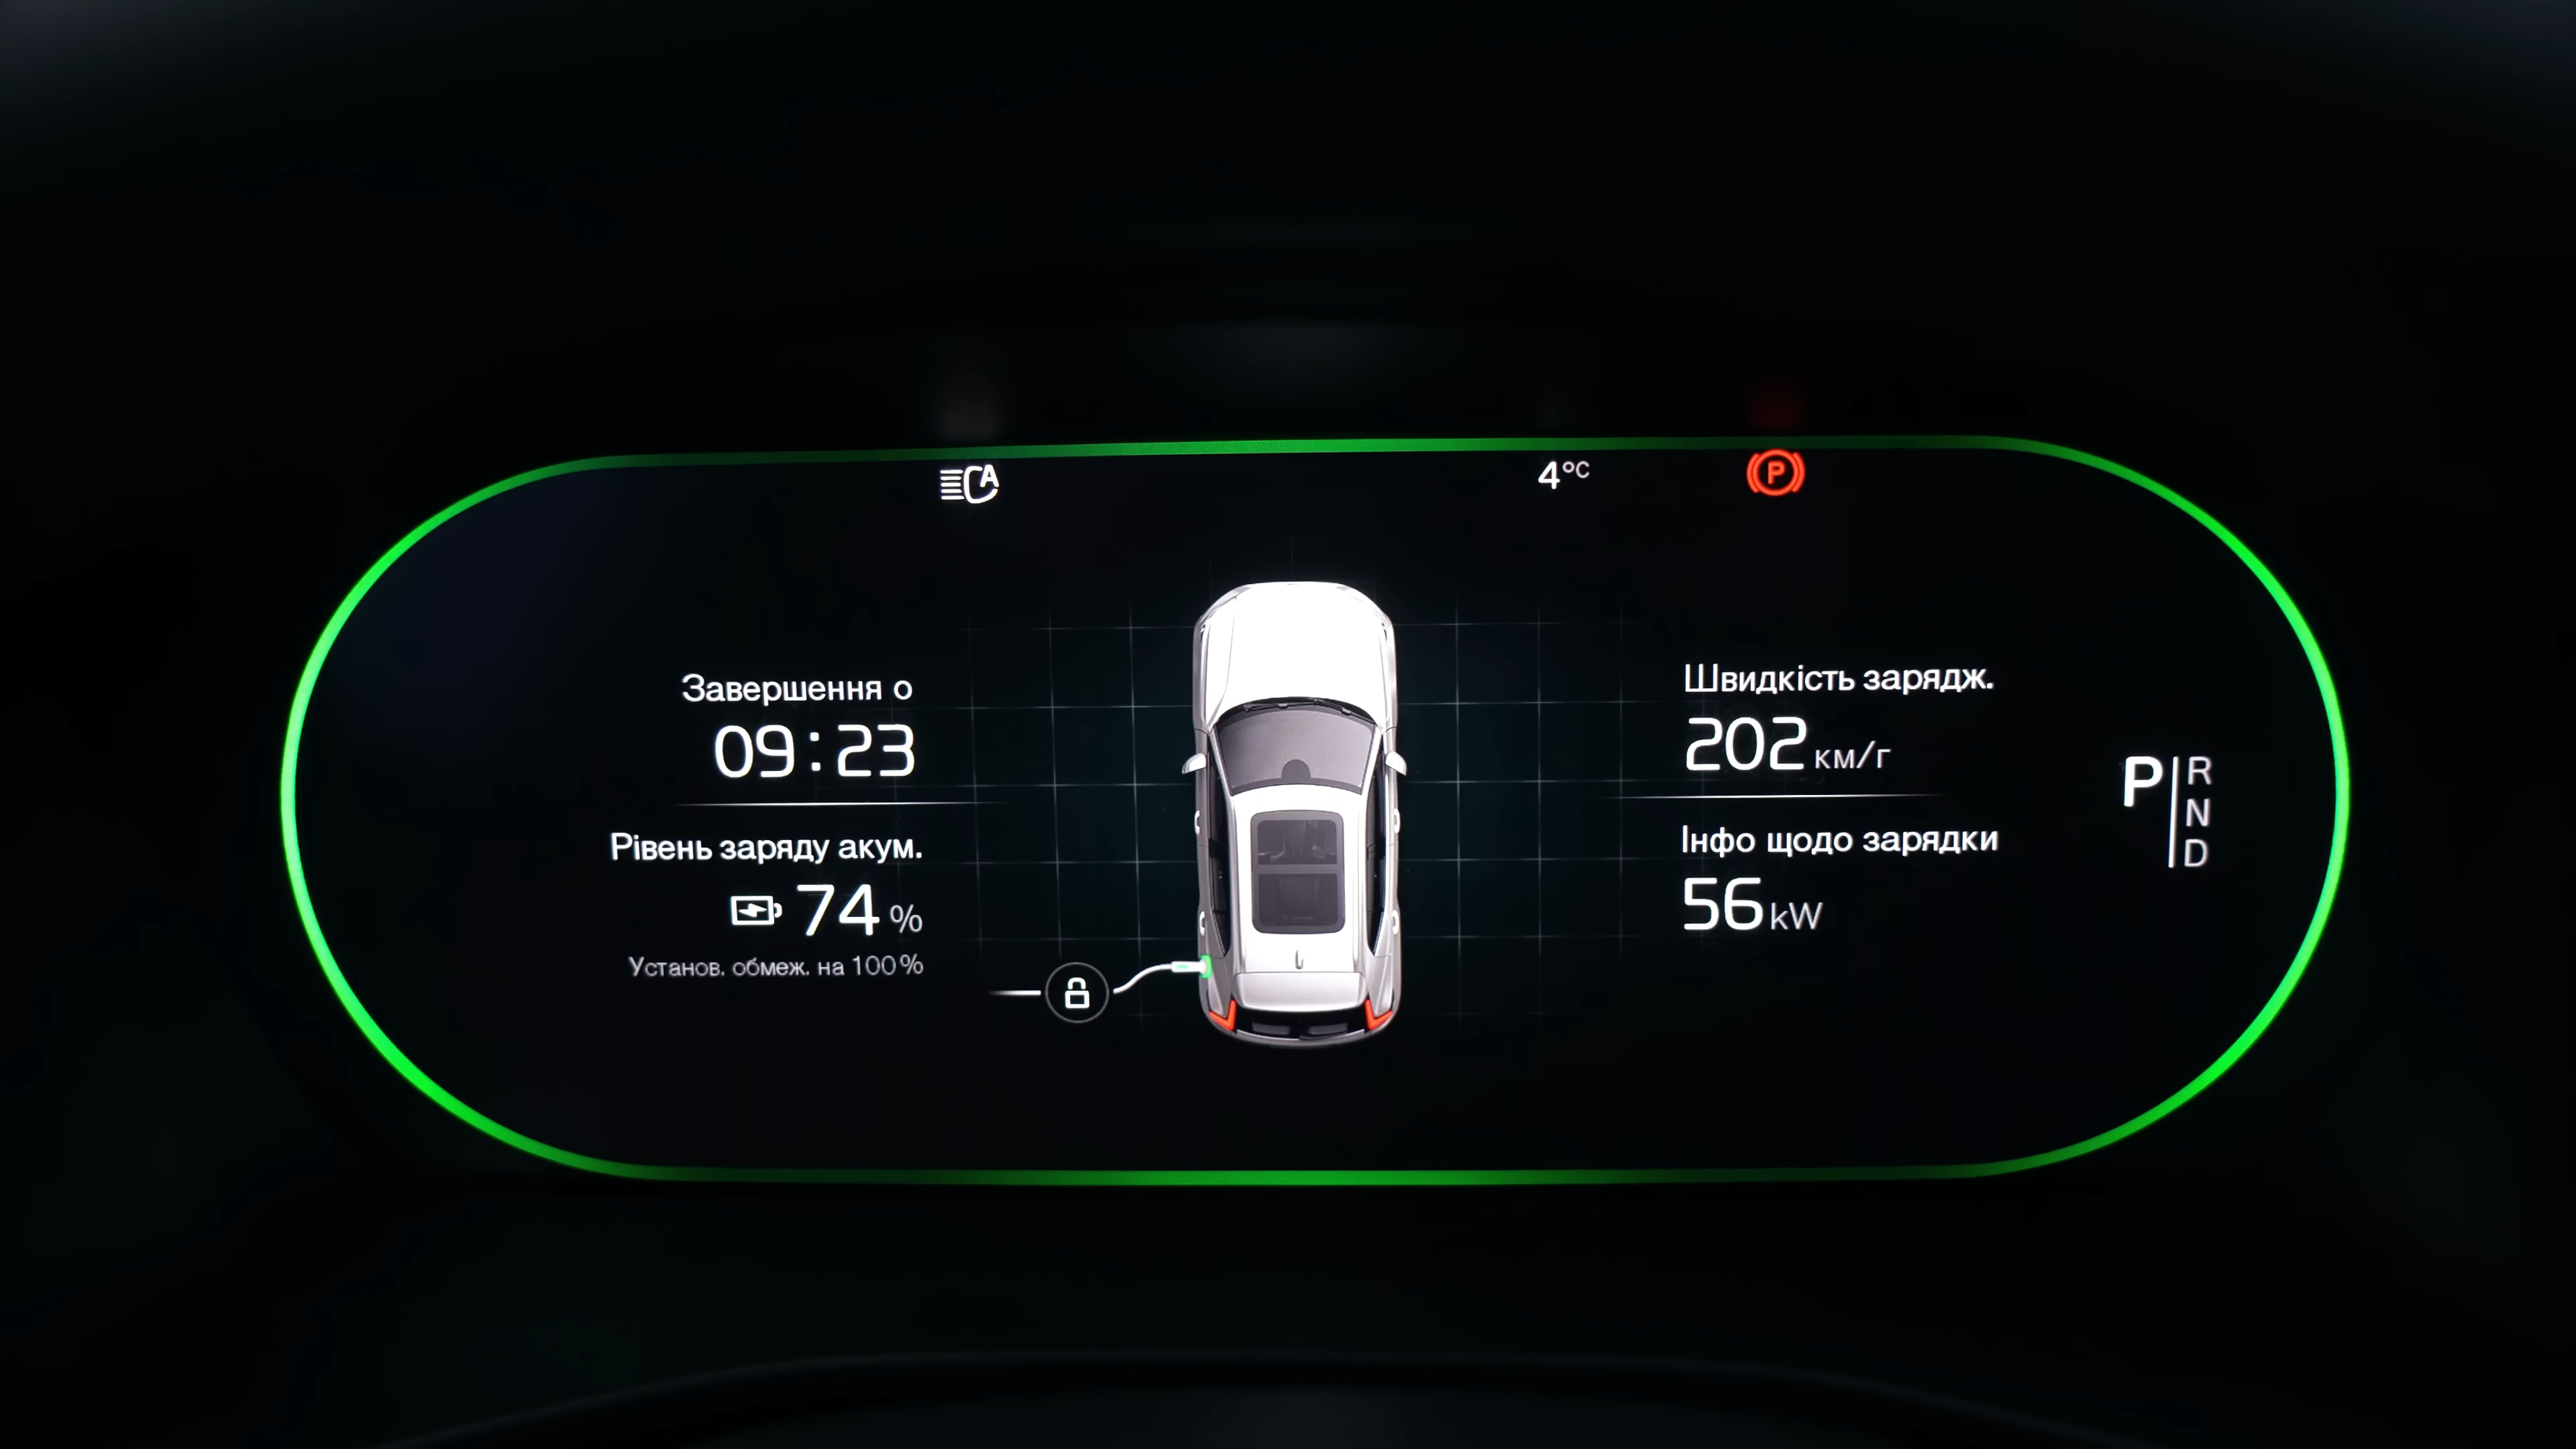 A
4°C
P
Завершення о
09:23
Рівень заряду акум.
74 %
Установ. обмеж. на 100%
Швидкість зарядж.
202 км/г
Інфо щодо зарядки
56 kW
P R
N
D